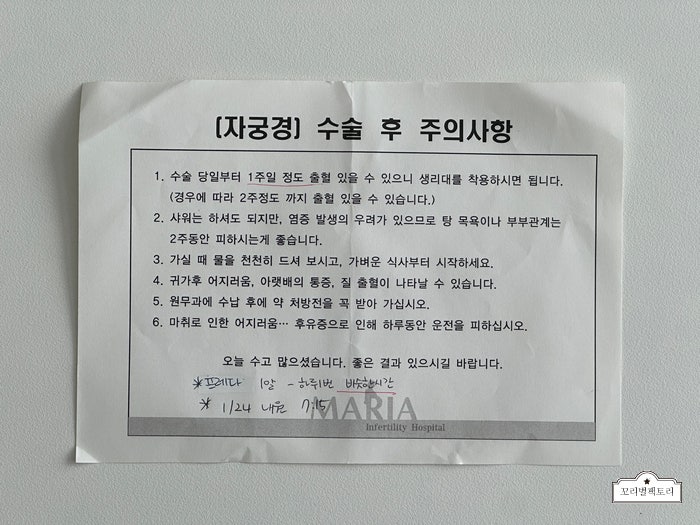 (자궁경) 수술 후 주의사항
1. 수술 당일부터 1주일 정도 출혈 있을 수 있으니 생리대를 착용하시면 됩니다.
(경우에 따라 2주정도 까지 출혈 있을 수 있습니다.)
2. 샤워는 하셔도 되지만, 염증 발생의 우려가 있으므로 탕 목욕이나 부부관계는
2주동안 피하시는게 좋습니다.
3. 가실 때 물을 천천히 드셔 보시고, 가벼운 식사부터 시작하세요.
4. 귀가후 어지러움, 아랫배의 통증, 질 출혈이 나타날 수 있습니다.
5. 원무과에 수납 후에 약 처방전을 꼭 받아 가십시오.
6. 마취로 인한 어지러움… 후유증으로 인해 하루동안 운전을 피하십시오.
오늘 수고 많으셨습니다. 좋은 결과 있으시길 바랍니다.
*프레다 1알 - 하루1번 비슷한시간
* 1/24 내원 7:15
MARIA
Infertility Hospital
꼬리별팩토리